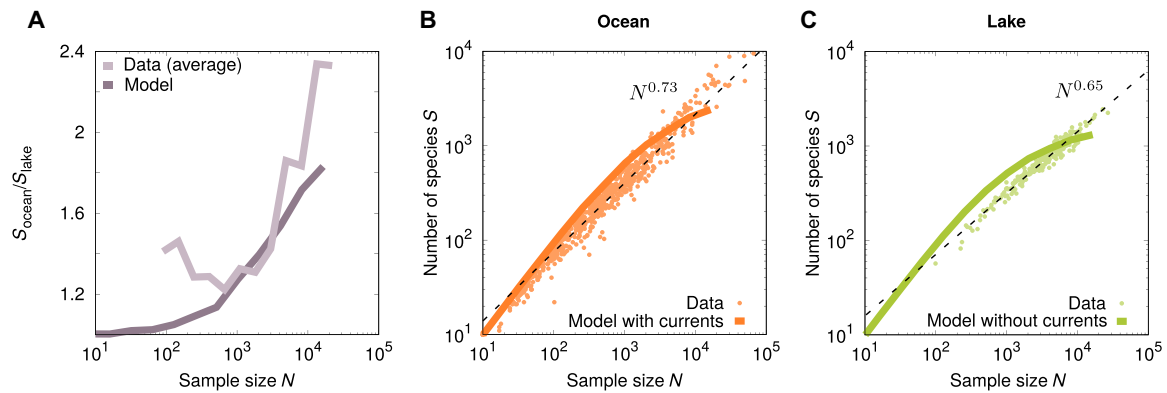 A
B
Ocean
C
Lake
S_ocean/S_lake
2.4
2
1.6
1.2
Data (average)
Model
10^1
10^2
10^3
10^4
10^5
Sample size N
Number of species S
10^4
10^3
10^2
10^1
N^0.73
Data
Model with currents
10^1
10^2
10^3
10^4
10^5
Sample size N
Number of species S
10^4
10^3
10^2
10^1
N^0.65
Data
Model without currents
10^1
10^2
10^3
10^4
10^5
Sample size N